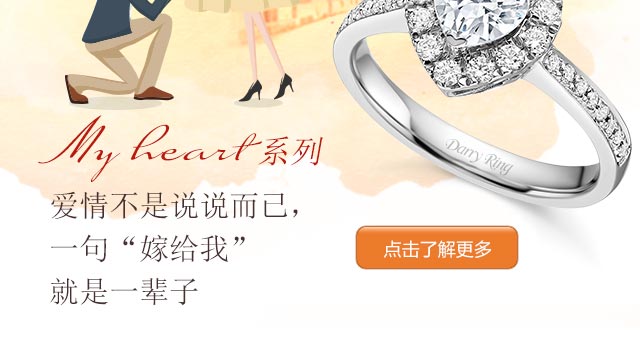 Darry Ring
My heart系列
爱情不是说说而已，
一句“嫁给我”
就是一辈子
点击了解更多